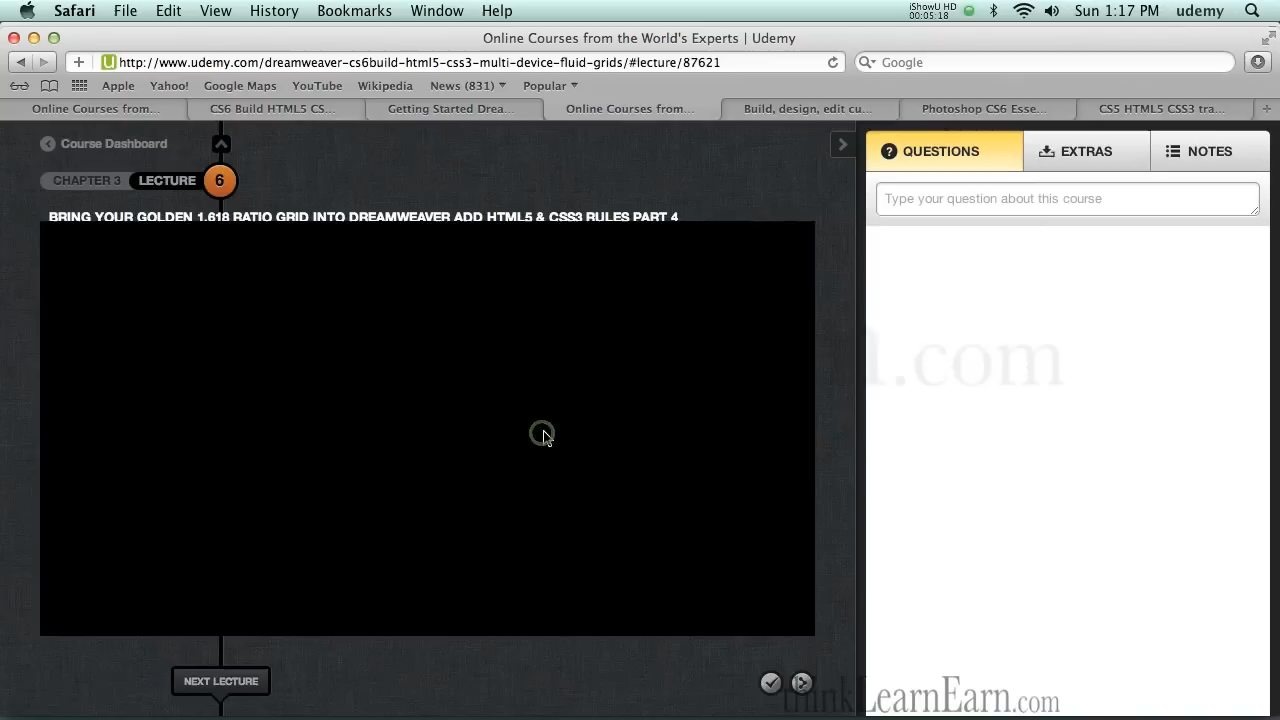 Safari File Edit View History Bookmarks Window Help iShowU HD 00:05:18 Sun 1:17 PM udemy
Online Courses from the World's Experts | Udemy
http://www.udemy.com/dreamweaver-cs6build-html5-css3-multi-device-fluid-grids/#lecture/87621 Google
Apple Yahoo! Google Maps YouTube Wikipedia News (831) Popular
Online Courses from... CS6 Build HTML5 CS... Getting Started Drea... Online Courses from... Build, design, edit cu... Photoshop CS6 Esse... CS5 HTML5 CSS3 tra...
Course Dashboard
CHAPTER 3 LECTURE 6
BRING YOUR GOLDEN 1.618 RATIO GRID INTO DREAMWEAVER ADD HTML5 & CSS3 RULES PART 4
QUESTIONS EXTRAS NOTES
Type your question about this course
.com
NEXT LECTURE
thinkLearnEarn.com